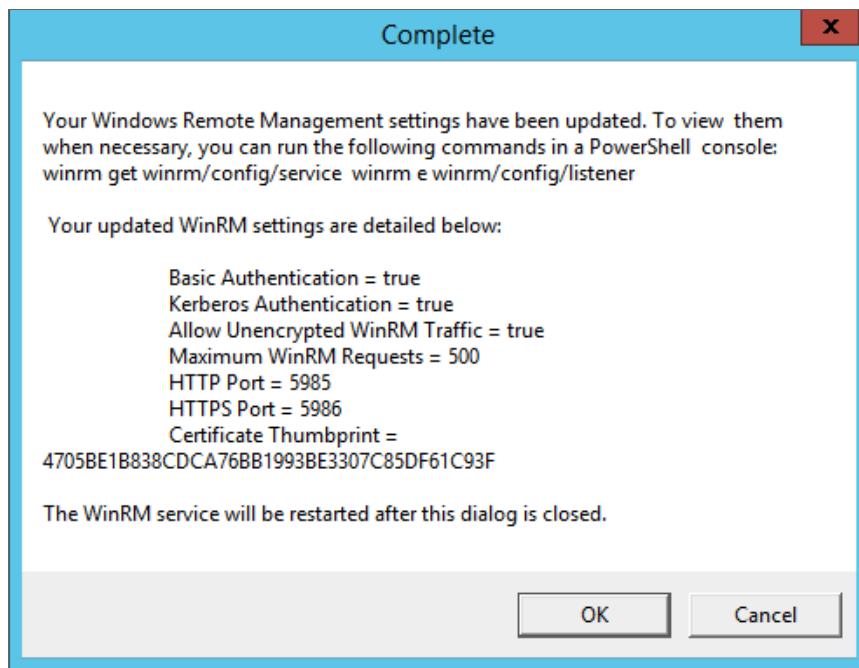 Complete
X
Your Windows Remote Management settings have been updated. To view  them
when necessary, you can run the following commands in a PowerShell  console:
winrm get winrm/config/service  winrm e winrm/config/listener
Your updated WinRM settings are detailed below:
Basic Authentication = true
Kerberos Authentication = true
Allow Unencrypted WinRM Traffic = true
Maximum WinRM Requests = 500
HTTP Port = 5985
HTTPS Port = 5986
Certificate Thumbprint =
4705BE1B838CDCA76BB1993BE3307C85DF61C93F
The WinRM service will be restarted after this dialog is closed.
OK
Cancel